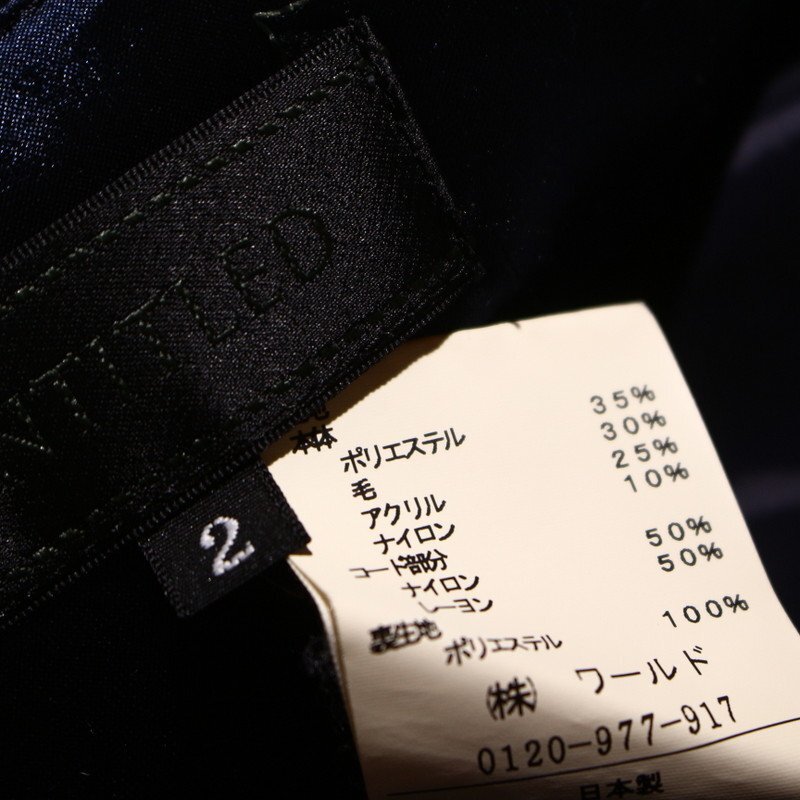 NTITLED
2
本体
ポリエステル 35%
毛 30%
アクリル 25%
ナイロン 10%
コード部分
ナイロン 50%
レーヨン 50%
裏生地
ポリエステル 100%
(株) ワールド
0120-977-917
日本製